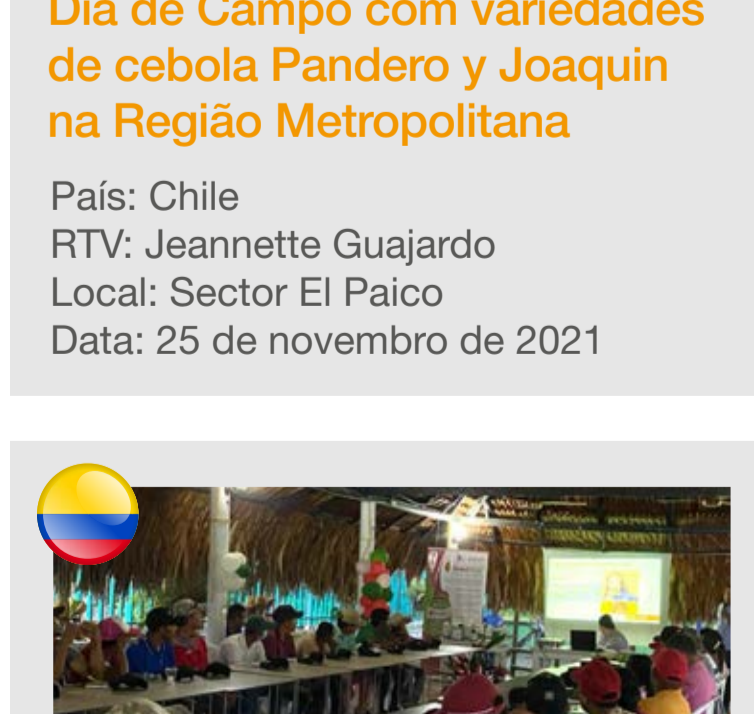 Dia de Campo com variedades
de cebola Pandero y Joaquin
na Região Metropolitana
País: Chile
RTV: Jeannette Guajardo
Local: Sector El Paico
Data: 25 de novembro de 2021